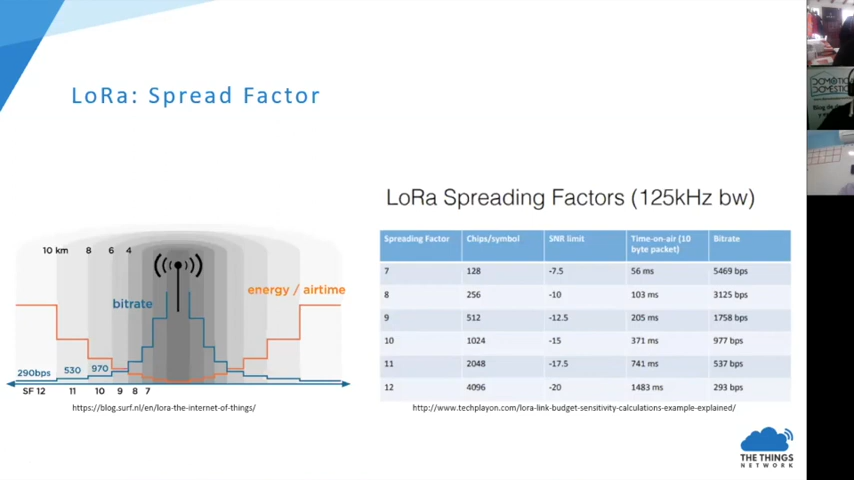 LoRa: Spread Factor
10 km 8 6 4
bitrate
energy / airtime
290bps 530 970
SF 12 11 10 9 8 7
https://blog.surf.nl/en/lora-the-internet-of-things/
LoRa Spreading Factors (125kHz bw)
Spreading Factor Chips/symbol SNR limit Time-on-air (10 byte packet) Bitrate
7 128 -7.5 56 ms 5469 bps
8 256 -10 103 ms 3125 bps
9 512 -12.5 205 ms 1758 bps
10 1024 -15 371 ms 977 bps
11 2048 -17.5 741 ms 537 bps
12 4096 -20 1483 ms 293 bps
http://www.techplayon.com/lora-link-budget-sensitivity-calculations-example-explained/
THE THINGS
NETWORK
Blog de